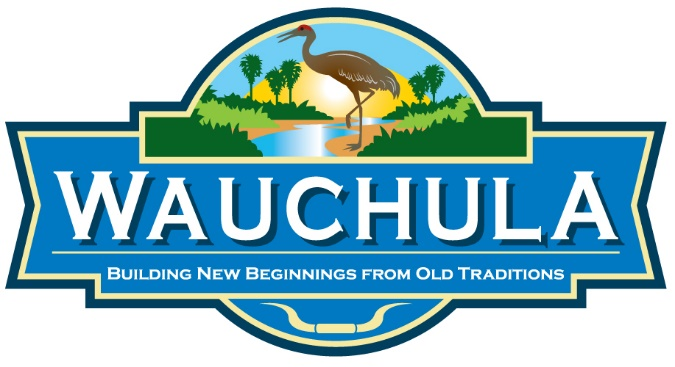 WAUCHULA
BUILDING NEW BEGINNINGS FROM OLD TRADITIONS